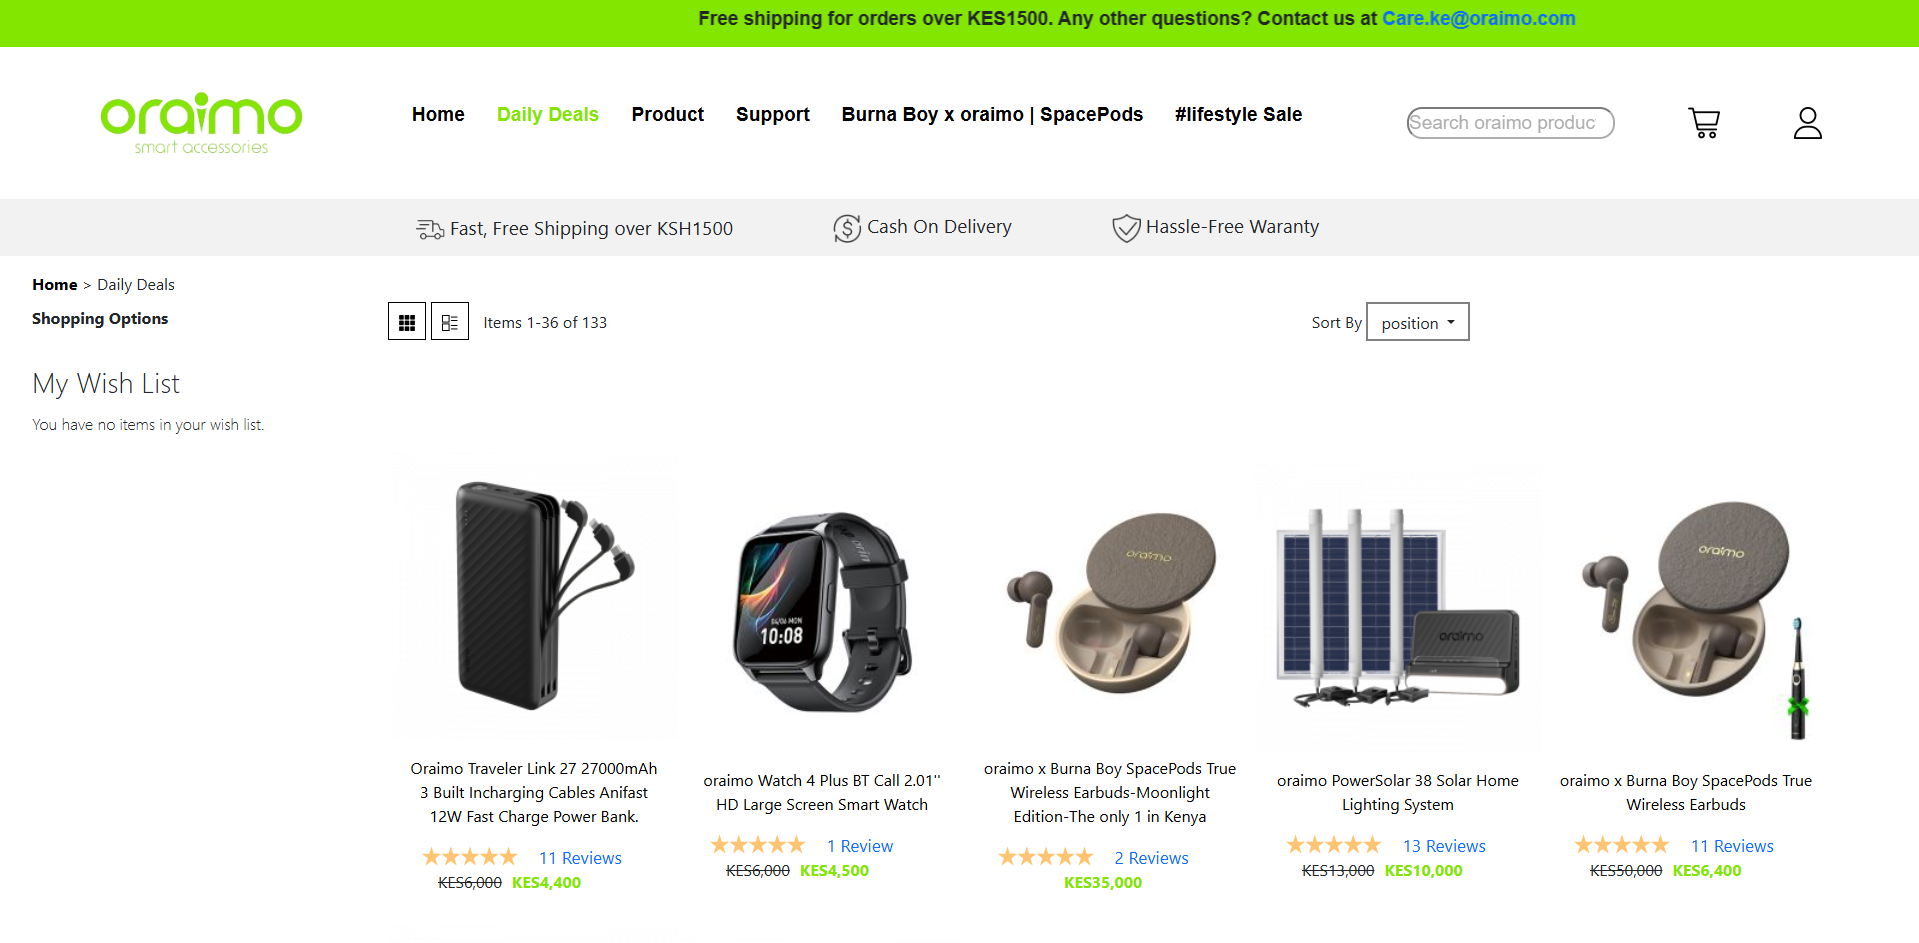 Free shipping for orders over KES1500. Any other questions? Contact us at Care.ke@oraimo.com
oraimo
smart accessories
Home Daily Deals Product Support Burna Boy x oraimo | SpacePods #lifestyle Sale
Search oraimo produc
Fast, Free Shipping over KSH1500 Cash On Delivery Hassle-Free Waranty
Home > Daily Deals
Shopping Options
Items 1-36 of 133
Sort By position
My Wish List
You have no items in your wish list.
04/06 MON
10:08
oraimo
oraimo
oraimo
Oraimo Traveler Link 27 27000mAh
3 Built Incharging Cables Anifast
12W Fast Charge Power Bank.
11 Reviews
KES6,000 KES4,400
oraimo Watch 4 Plus BT Call 2.01''
HD Large Screen Smart Watch
1 Review
KES6,000 KES4,500
oraimo x Burna Boy SpacePods True
Wireless Earbuds-Moonlight
Edition-The only 1 in Kenya
2 Reviews
KES35,000
oraimo PowerSolar 38 Solar Home
Lighting System
13 Reviews
KES13,000 KES10,000
oraimo x Burna Boy SpacePods True
Wireless Earbuds
11 Reviews
KES50,000 KES6,400